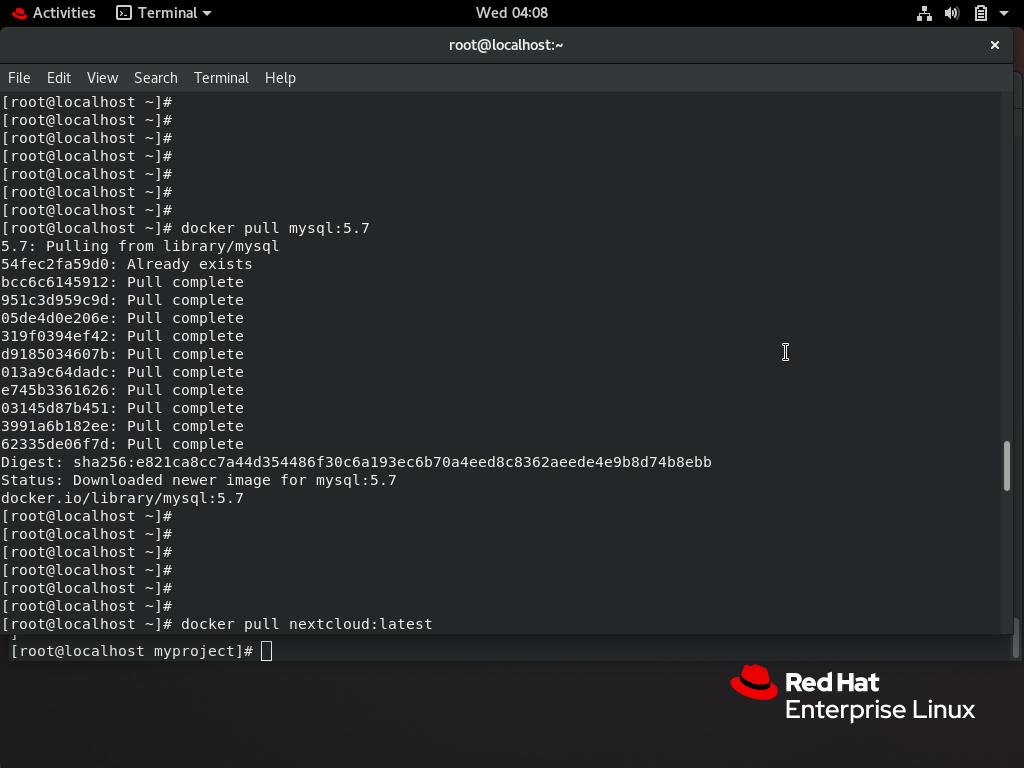 Activities Terminal Wed 04:08
root@localhost:~
File Edit View Search Terminal Help
[root@localhost ~]#
[root@localhost ~]#
[root@localhost ~]#
[root@localhost ~]#
[root@localhost ~]#
[root@localhost ~]#
[root@localhost ~]#
[root@localhost ~]# docker pull mysql:5.7
5.7: Pulling from library/mysql
54fec2fa59d0: Already exists
bcc6c6145912: Pull complete
951c3d959c9d: Pull complete
05de4d0e206e: Pull complete
319f0394ef42: Pull complete
d9185034607b: Pull complete
013a9c64dadc: Pull complete
e745b3361626: Pull complete
03145d87b451: Pull complete
3991a6b182ee: Pull complete
62335de06f7d: Pull complete
Digest: sha256:e821ca8cc7a44d354486f30c6a193ec6b70a4eed8c8362aeede4e9b8d74b8ebb
Status: Downloaded newer image for mysql:5.7
docker.io/library/mysql:5.7
[root@localhost ~]#
[root@localhost ~]#
[root@localhost ~]#
[root@localhost ~]#
[root@localhost ~]#
[root@localhost ~]#
[root@localhost ~]# docker pull nextcloud:latest
]
[root@localhost myproject]#
Red Hat
Enterprise Linux